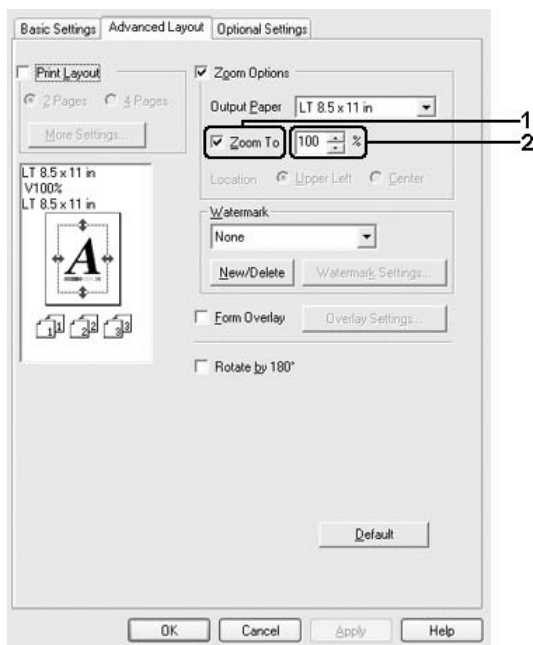 Basic Settings Advanced Layout Optional Settings
Print Layout
2 Pages 4 Pages
More Settings...
LT 8.5 x 11 in
V100%
LT 8.5 x 11 in
A
1 1 2 2 3 3
Zoom Options
Output Paper LT 8.5 x 11 in
Zoom To 100 %
1
2
Location Upper Left Center
Watermark
None
New/Delete Watermark Settings...
Form Overlay Overlay Settings...
Rotate by 180°
Default
OK Cancel Apply Help